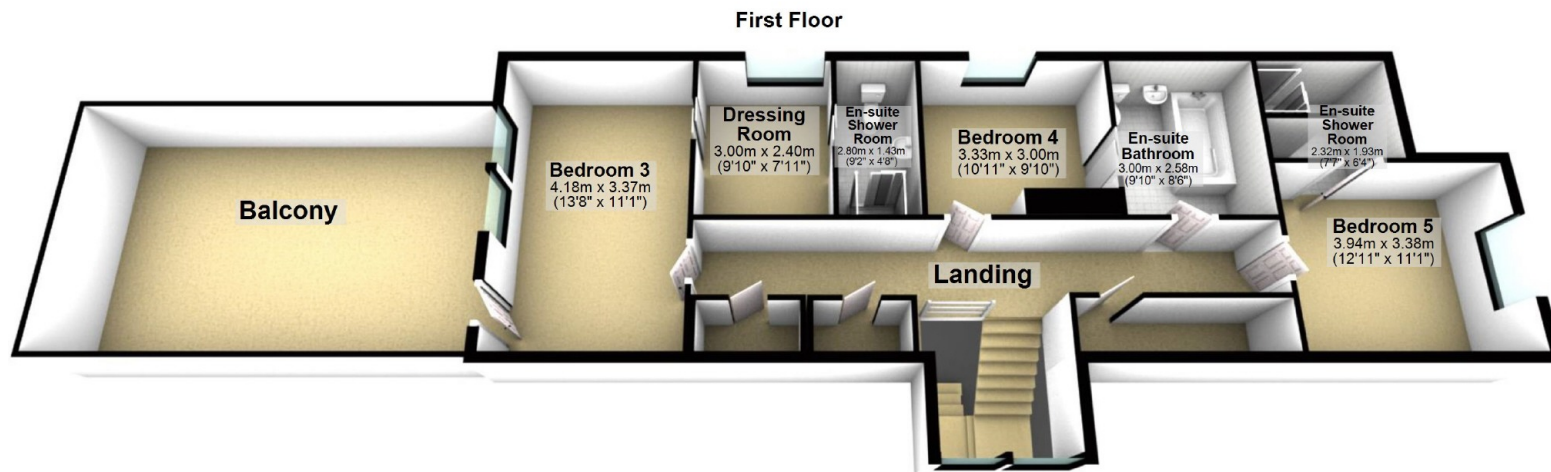 First Floor
Balcony
Bedroom 3
4.18m x 3.37m
(13'8" x 11'1")
Dressing
Room
3.00m x 2.40m
(9'10" x 7'11")
En-suite
Shower
Room
2.80m x 1.43m
(9'2" x 4'8")
Bedroom 4
3.33m x 3.00m
(10'11" x 9'10")
En-suite
Bathroom
3.00m x 2.58m
(9'10" x 8'6")
En-suite
Shower
Room
2.32m x 1.93m
(7'7" x 6'4")
Bedroom 5
3.94m x 3.38m
(12'11" x 11'1")
Landing